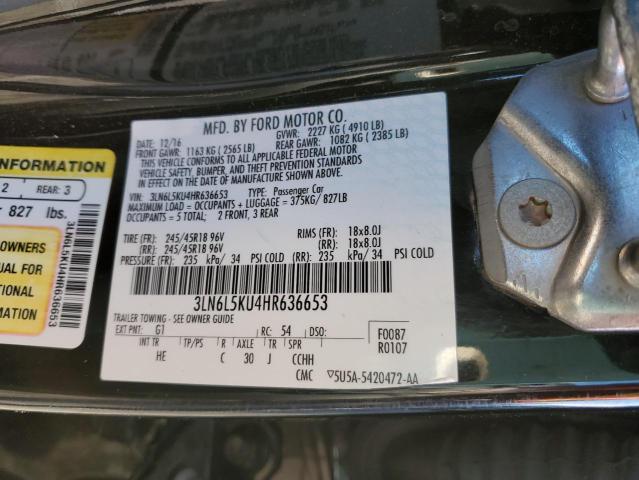 NFORMATION
2 REAR: 3
827 lbs.
OWNERS
NUAL FOR
TIONAL
RMATION
3LN6L5KU4HR636653
MFD. BY FORD MOTOR CO.
12/16 GVWR: 2227 KG ( 4910 LB)
FRONT GAWR: 1163 KG ( 2565 LB) REAR GAWR: 1082 KG ( 2385 LB)
THIS VEHICLE CONFORMS TO ALL APPLICABLE FEDERAL MOTOR
VEHICLE SAFETY, BUMPER, AND THEFT PREVENTION STANDARDS
IN EFFECT ON THE DATE OF MANUFACTURE SHOWN ABOVE.
VIN: 3LN6L5KU4HR636653 TYPE: Passenger Car
MAXIMUM LOAD = OCCUPANTS + LUGGAGE = 375KG/ 827LB
OCCUPANTS = 5 TOTAL; 2 FRONT, 3 REAR
TIRE (FR): 245/45R18 96V RIMS (FR): 18x8.0J
(RR): 245/45R18 96V (RR): 18x8.0J
PRESSURE (FR): 235 kPa/ 34 PSI COLD (RR): 235 kPa/ 34 PSI COLD
3LN6L5KU4HR636653
TRAILER TOWING - SEE OWNER GUIDE
EXT PNT: G1 RC: 54 DSO: F0087
R0107
INT TR TP/PS R AXLE TR SPR
HE C 30 J CCHH
CMC ▽5U5A-5420472-AA